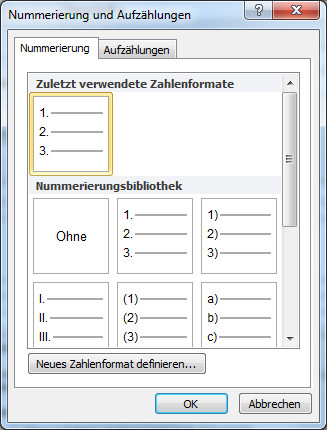 Nummerierung und Aufzählungen
Nummerierung Aufzählungen
Zuletzt verwendete Zahlenformate
1.
2.
3.
Nummerierungsbibliothek
Ohne
1.
2.
3.
1)
2)
3)
I.
II.
III.
(1)
(2)
(3)
a)
b)
c)
Neues Zahlenformat definieren...
OK Abbrechen